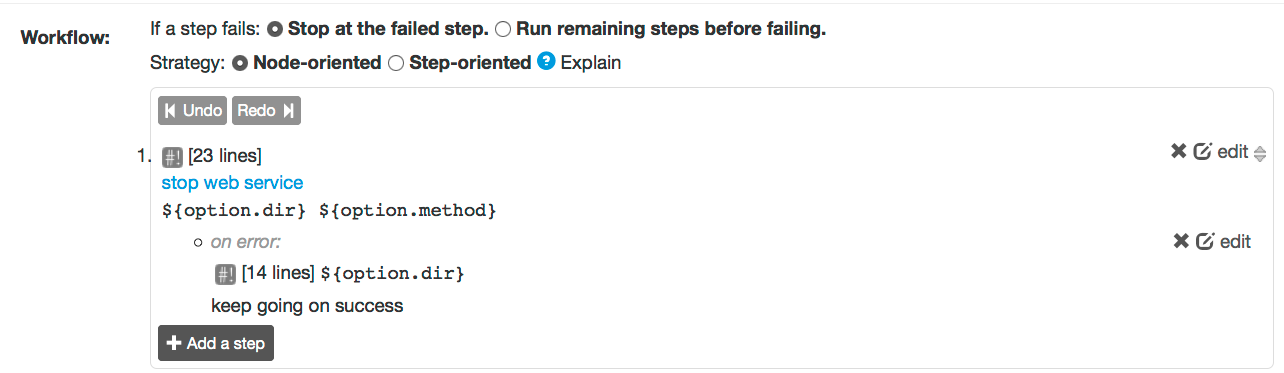 Workflow:
If a step fails: Stop at the failed step. Run remaining steps before failing.
Strategy: Node-oriented Step-oriented ? Explain
Undo Redo
1. #! [23 lines] edit
stop web service
${option.dir} ${option.method}
on error: edit
#! [14 lines] ${option.dir}
keep going on success
+ Add a step